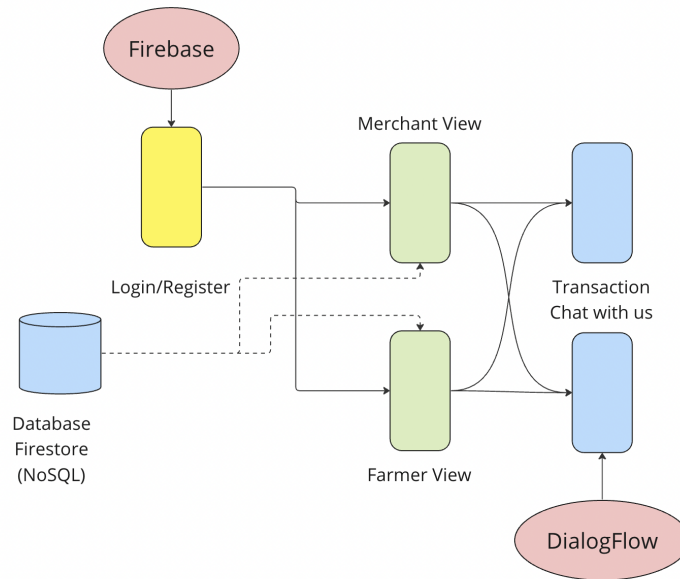 Firebase
Merchant View
Login/Register
Transaction
Chat with us
Database
Firestore
(NoSQL)
Farmer View
DialogFlow